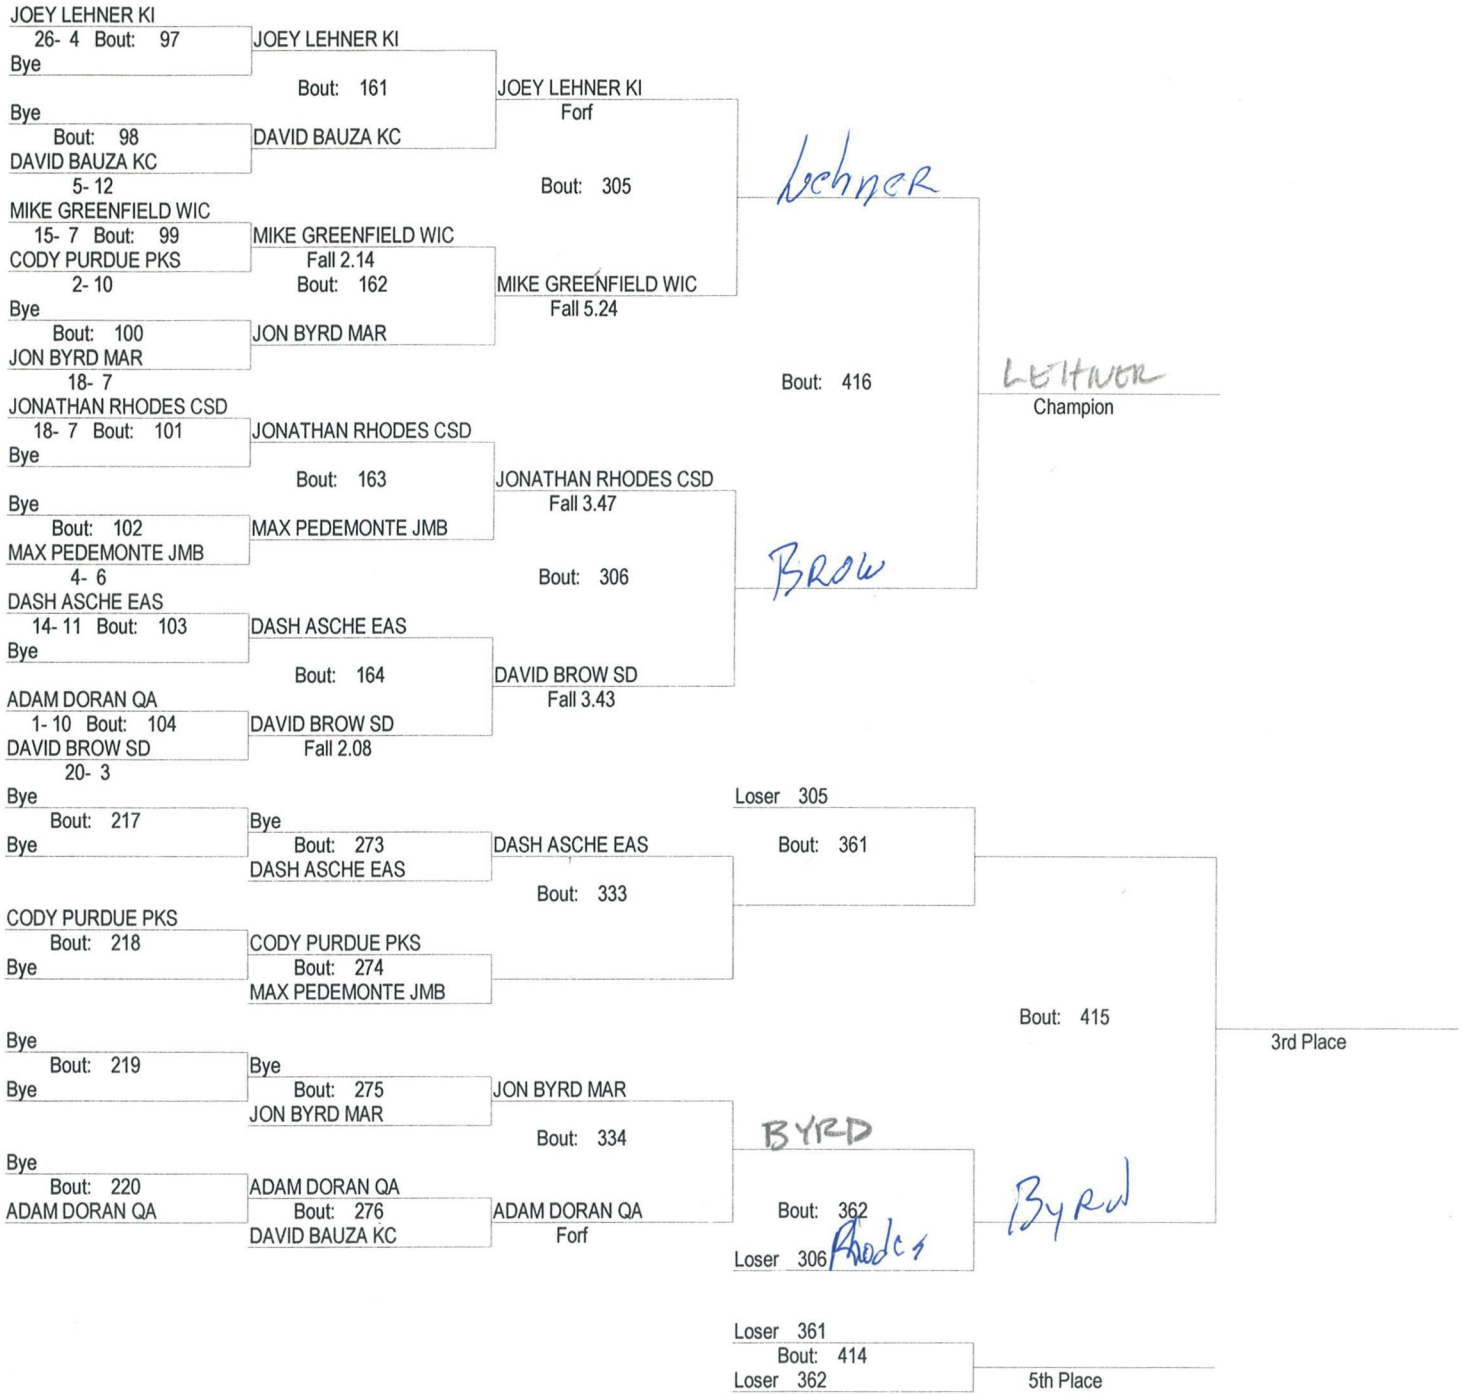 JOEY LEHNER KI
26- 4 Bout: 97
JOEY LEHNER KI
Bye
Bout: 161
JOEY LEHNER KI
Forf
Bye
Bout: 98
DAVID BAUZA KC
DAVID BAUZA KC
5- 12
Bout: 305
Lehner
MIKE GREENFIELD WIC
15- 7 Bout: 99
MIKE GREENFIELD WIC
Fall 2.14
CODY PURDUE PKS
2- 10
Bout: 162
MIKE GREENFIELD WIC
Fall 5.24
Bye
Bout: 100
JON BYRD MAR
JON BYRD MAR
18- 7
Bout: 416
LEHNER
Champion
JONATHAN RHODES CSD
18- 7 Bout: 101
JONATHAN RHODES CSD
Bye
Bout: 163
JONATHAN RHODES CSD
Fall 3.47
Bye
Bout: 102
MAX PEDEMONTE JMB
MAX PEDEMONTE JMB
4- 6
Bout: 306
BROW
DASH ASCHE EAS
14- 11 Bout: 103
DASH ASCHE EAS
Bye
Bout: 164
DAVID BROW SD
Fall 3.43
ADAM DORAN QA
1- 10 Bout: 104
DAVID BROW SD
Fall 2.08
DAVID BROW SD
20- 3
Bye
Bout: 217
Bye
Bye
Bout: 273
DASH ASCHE EAS
DASH ASCHE EAS
Loser 305
Bout: 361
Bout: 333
CODY PURDUE PKS
Bout: 218
Bye
CODY PURDUE PKS
Bout: 274
MAX PEDEMONTE JMB
Bout: 415
3rd Place
Bye
Bout: 219
Bye
Bye
Bout: 275
JON BYRD MAR
JON BYRD MAR
Bout: 334
BYRD
Bye
Bout: 220
ADAM DORAN QA
ADAM DORAN QA
Bout: 276
DAVID BAUZA KC
ADAM DORAN QA
Forf
Bout: 362
Loser 306 Rhodes
Byrd
Loser 361
Bout: 414
Loser 362
5th Place